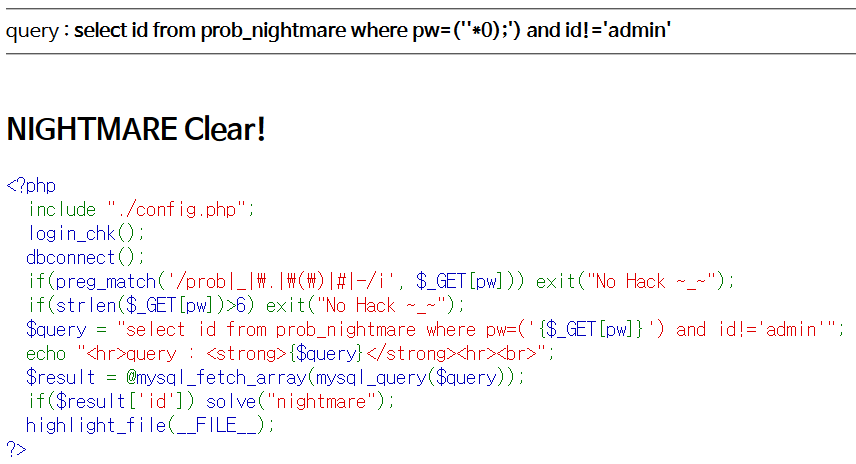 query : select id from prob_nightmare where pw=(''*0);') and id!='admin'
NIGHTMARE Clear!
<?php
  include "./config.php";
  login_chk();
  dbconnect();
  if(preg_match('/prob|_|₩.|₩(₩)|#|-/i', $_GET[pw])) exit("No Hack ~_~");
  if(strlen($_GET[pw])>6) exit("No Hack ~_~");
  $query = "select id from prob_nightmare where pw=('{$_GET[pw]}') and id!='admin'";
  echo "<hr>query : <strong>{$query}</strong><hr><br>";
  $result = @mysql_fetch_array(mysql_query($query));
  if($result['id']) solve("nightmare");
  highlight_file(__FILE__);
?>